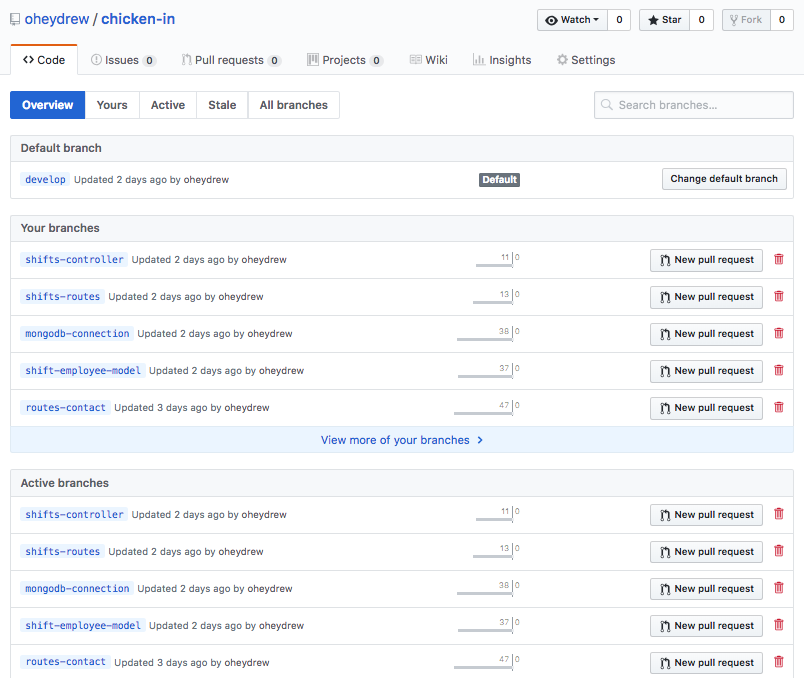 oheydrew / chicken-in Watch 0 Star 0 Fork 0
Code Issues 0 Pull requests 0 Projects 0 Wiki Insights Settings
Overview Yours Active Stale All branches Search branches...
Default branch
develop Updated 2 days ago by oheydrew Default Change default branch
Your branches
shifts-controller Updated 2 days ago by oheydrew 11 0 New pull request
shifts-routes Updated 2 days ago by oheydrew 13 0 New pull request
mongodb-connection Updated 2 days ago by oheydrew 38 0 New pull request
shift-employee-model Updated 2 days ago by oheydrew 37 0 New pull request
routes-contact Updated 3 days ago by oheydrew 47 0 New pull request
View more of your branches
Active branches
shifts-controller Updated 2 days ago by oheydrew 11 0 New pull request
shifts-routes Updated 2 days ago by oheydrew 13 0 New pull request
mongodb-connection Updated 2 days ago by oheydrew 38 0 New pull request
shift-employee-model Updated 2 days ago by oheydrew 37 0 New pull request
routes-contact Updated 3 days ago by oheydrew 47 0 New pull request